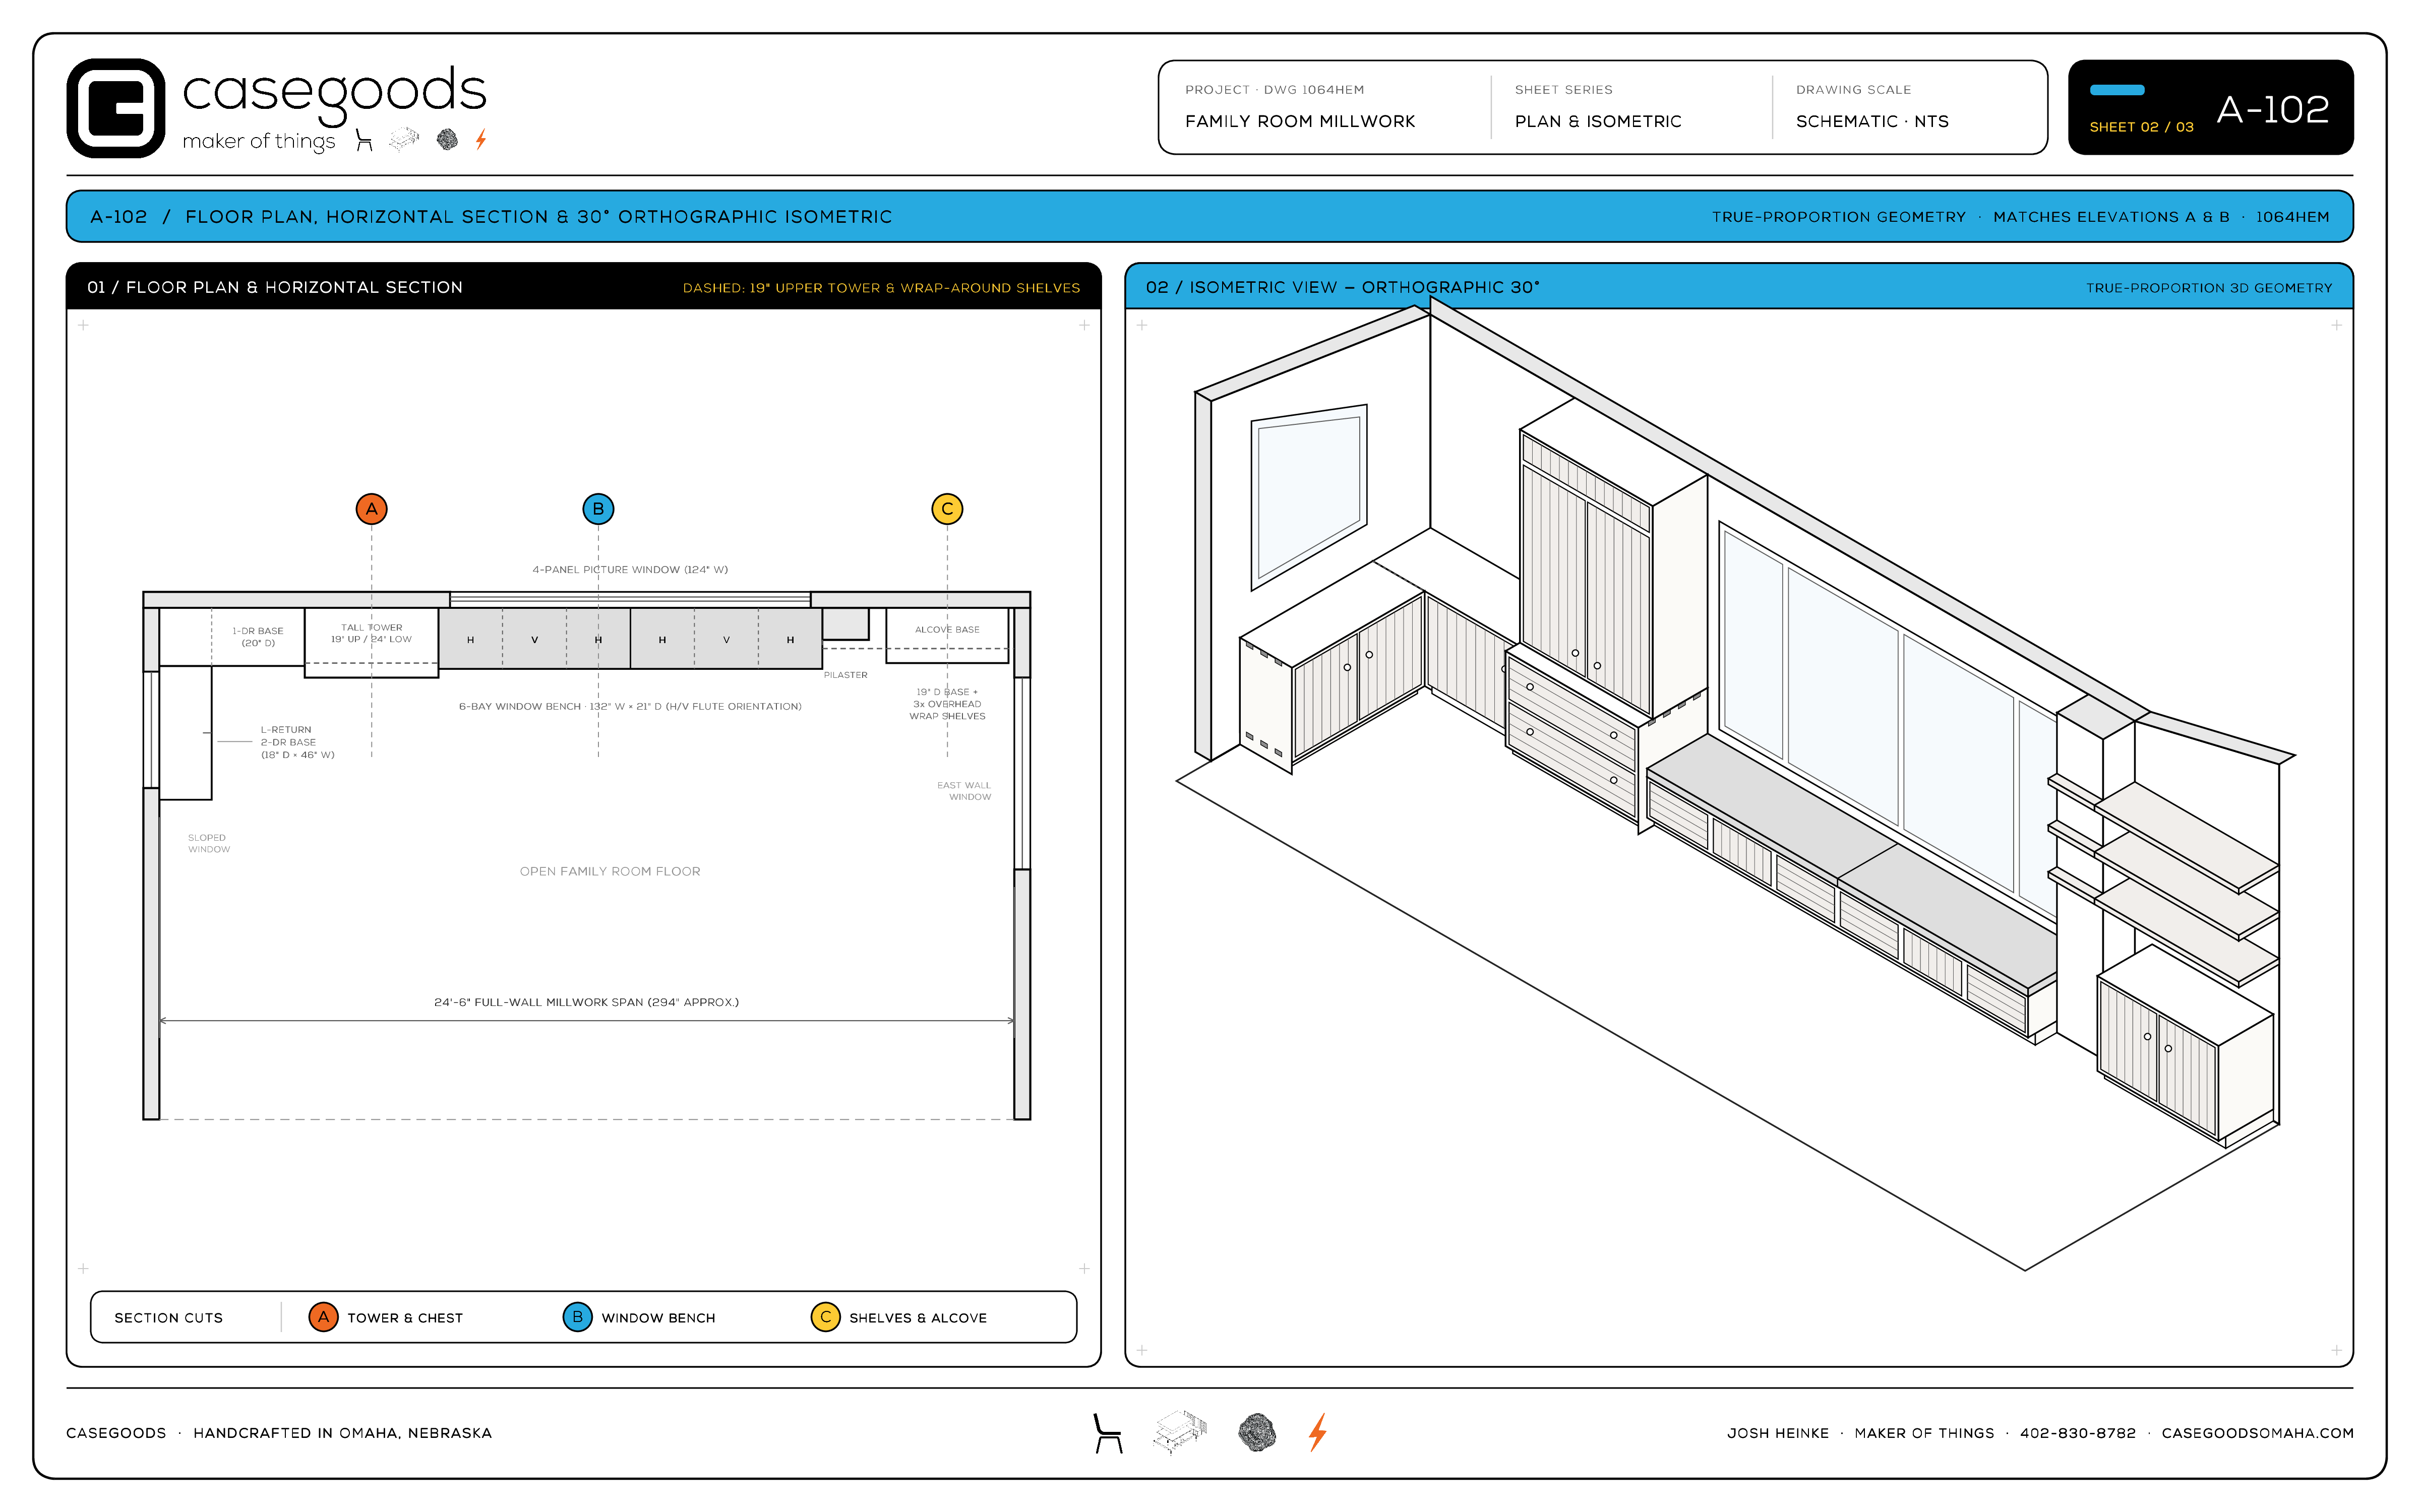 casegoods
maker of things
PROJECT · DWG 1064HEM
FAMILY ROOM MILLWORK
SHEET SERIES
PLAN & ISOMETRIC
DRAWING SCALE
SCHEMATIC · NTS
SHEET 02 / 03
A-102
A-102 / FLOOR PLAN, HORIZONTAL SECTION & 30° ORTHOGRAPHIC ISOMETRIC
TRUE-PROPORTION GEOMETRY · MATCHES ELEVATIONS A & B · 1064HEM
01 / FLOOR PLAN & HORIZONTAL SECTION
DASHED: 19" UPPER TOWER & WRAP-AROUND SHELVES
A
B
C
4-PANEL PICTURE WINDOW (124" W)
1-DR BASE
(20" D)
TALL TOWER
19" UP / 24" LOW
H
V
H
H
V
H
ALCOVE BASE
PILASTER
19" D BASE +
3x OVERHEAD
WRAP SHELVES
6-BAY WINDOW BENCH · 132" W × 21" D (H/V FLUTE ORIENTATION)
L-RETURN
2-DR BASE
(18" D × 46" W)
EAST WALL
WINDOW
SLOPED
WINDOW
OPEN FAMILY ROOM FLOOR
24'-6" FULL-WALL MILLWORK SPAN (294" APPROX.)
SECTION CUTS
A TOWER & CHEST
B WINDOW BENCH
C SHELVES & ALCOVE
02 / ISOMETRIC VIEW — ORTHOGRAPHIC 30°
TRUE-PROPORTION 3D GEOMETRY
CASEGOODS · HANDCRAFTED IN OMAHA, NEBRASKA
JOSH HEINKE · MAKER OF THINGS · 402-830-8782 · CASEGOODSOMAHA.COM